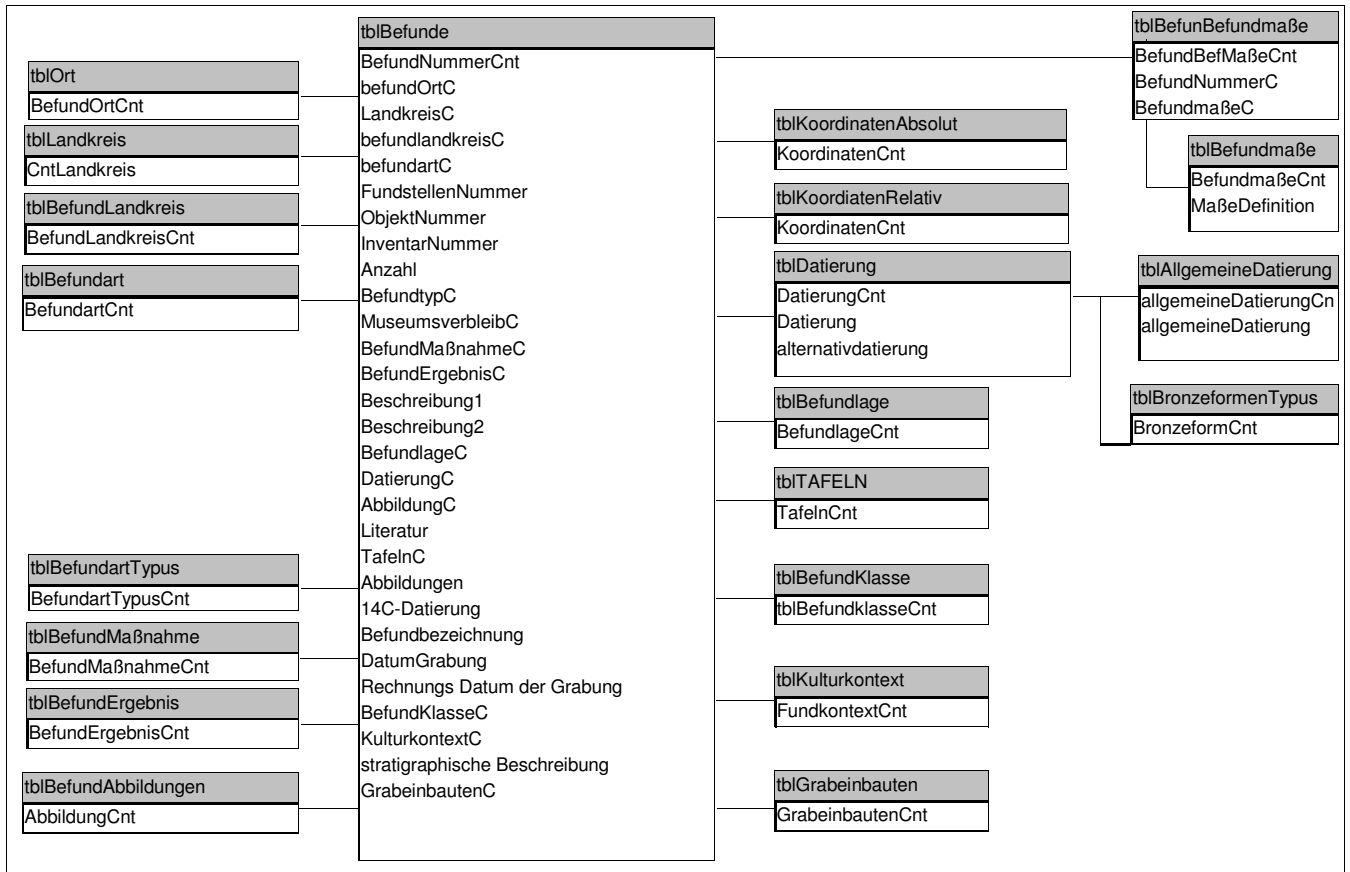 tblOrt
BefundOrtCnt
tblLandkreis
CntLandkreis
tblBefundLandkreis
BefundLandkreisCnt
tblBefundart
BefundartCnt
tblBefundartTypus
BefundartTypusCnt
tblBefundMaßnahme
BefundMaßnahmeCnt
tblBefundErgebnis
BefundErgebnisCnt
tblBefundAbbildungen
AbbildungCnt
tblBefunde
BefundNummerCnt
befundOrtC
LandkreisC
befundlandkreisC
befundartC
FundstellenNummer
ObjektNummer
InventarNummer
Anzahl
BefundtypC
MuseumsverbleibC
BefundMaßnahmeC
BefundErgebnisC
Beschreibung1
Beschreibung2
BefundlageC
DatierungC
AbbildungC
Literatur
TafelnC
Abbildungen
14C-Datierung
Befundbezeichnung
DatumGrabung
Rechnungs Datum der Grabung
BefundKlasseC
KulturkontextC
stratigraphische Beschreibung
GrabeinbautenC
tblKoordinatenAbsolut
KoordinatenCnt
tblKoordiatenRelativ
KoordinatenCnt
tblDatierung
DatierungCnt
Datierung
alternativdatierung
tblBefundlage
BefundlageCnt
tblTAFELN
TafelnCnt
tblBefundKlasse
tblBefundklasseCnt
tblKulturkontext
FundkontextCnt
tblGrabeinbauten
GrabeinbautenCnt
tblBefunBefundmaße
BefundBefMaßeCnt
BefundNummerC
BefundmaßeC
tblBefundmaße
BefundmaßeCnt
MaßeDefinition
tblAllgemeineDatierung
allgemeineDatierungCn
allgemeineDatierung
tblBronzeformenTypus
BronzeformCnt